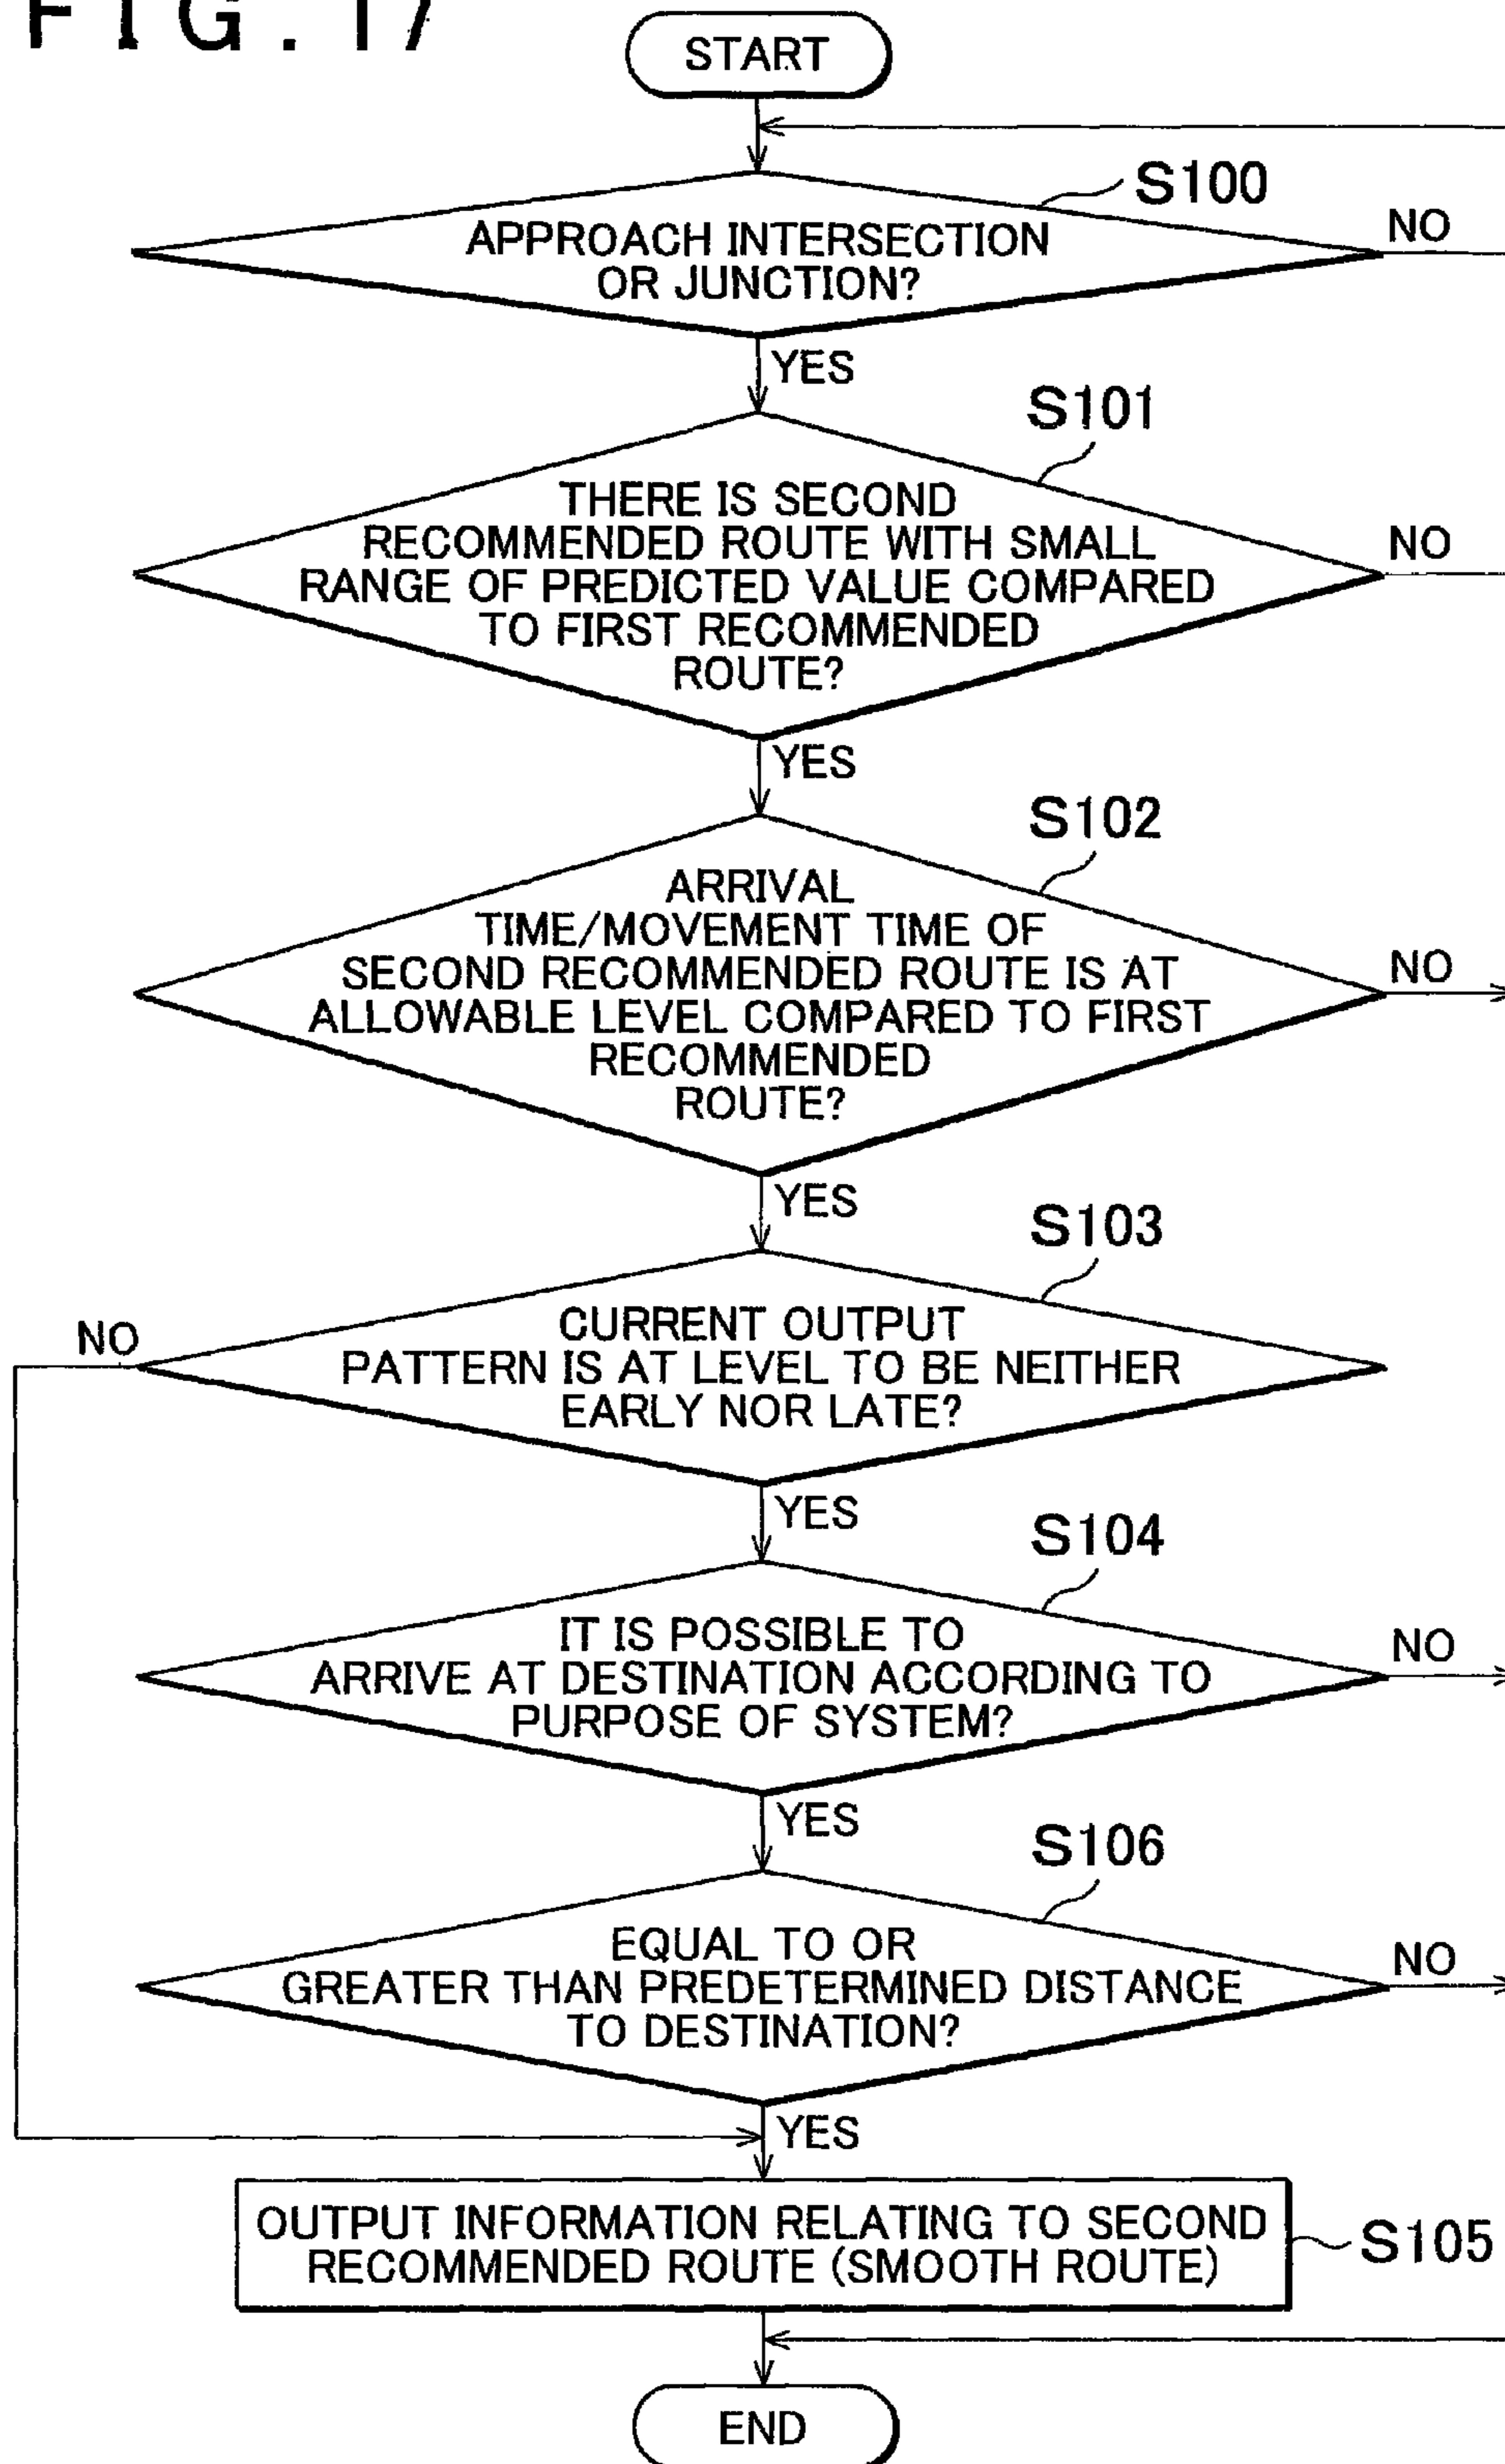 FIG. 17
START
S100
APPROACH INTERSECTION
OR JUNCTION?
NO
YES
S101
THERE IS SECOND
RECOMMENDED ROUTE WITH SMALL
RANGE OF PREDICTED VALUE COMPARED
TO FIRST RECOMMENDED
ROUTE?
NO
YES
S102
ARRIVAL
TIME/MOVEMENT TIME OF
SECOND RECOMMENDED ROUTE IS AT
ALLOWABLE LEVEL COMPARED TO FIRST
RECOMMENDED
ROUTE?
NO
YES
S103
CURRENT OUTPUT
PATTERN IS AT LEVEL TO BE NEITHER
EARLY NOR LATE?
NO
YES
S104
IT IS POSSIBLE TO
ARRIVE AT DESTINATION ACCORDING TO
PURPOSE OF SYSTEM?
NO
YES
S106
EQUAL TO OR
GREATER THAN PREDETERMINED DISTANCE
TO DESTINATION?
NO
YES
OUTPUT INFORMATION RELATING TO SECOND
RECOMMENDED ROUTE (SMOOTH ROUTE)
S105
END